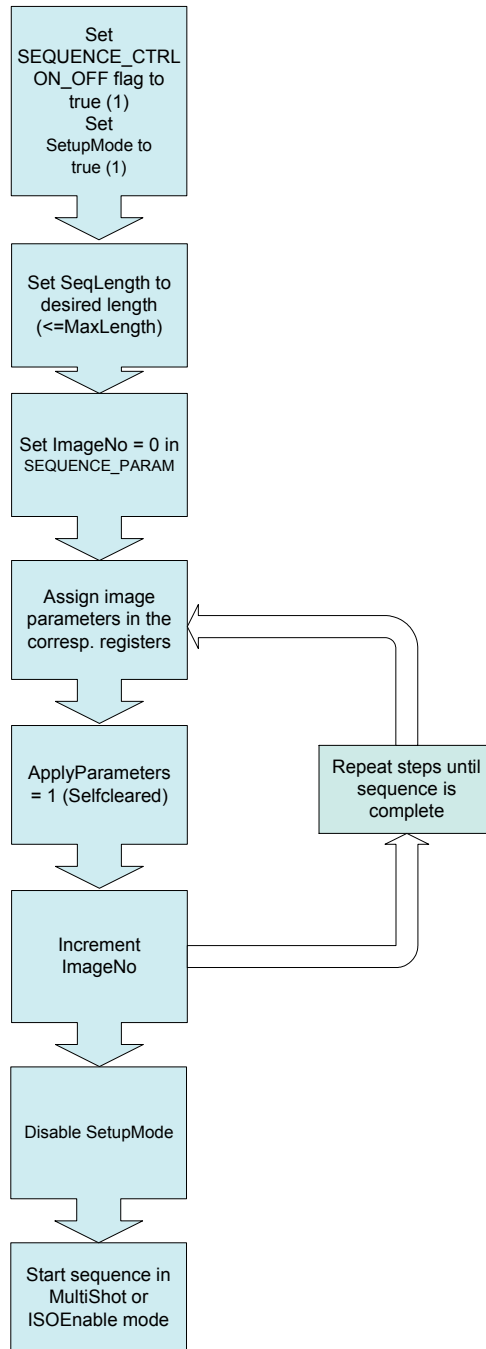 Set
SEQUENCE_CTRL
ON_OFF flag to
true (1)
Set
SetupMode to
true (1)
Set SeqLength to
desired length
(<=MaxLength)
Set ImageNo = 0 in
SEQUENCE_PARAM
Assign image
parameters in the
corresp. registers
ApplyParameters
= 1 (Selfcleared)
Repeat steps until
sequence is
complete
Increment
ImageNo
Disable SetupMode
Start sequence in
MultiShot or
ISOEnable mode